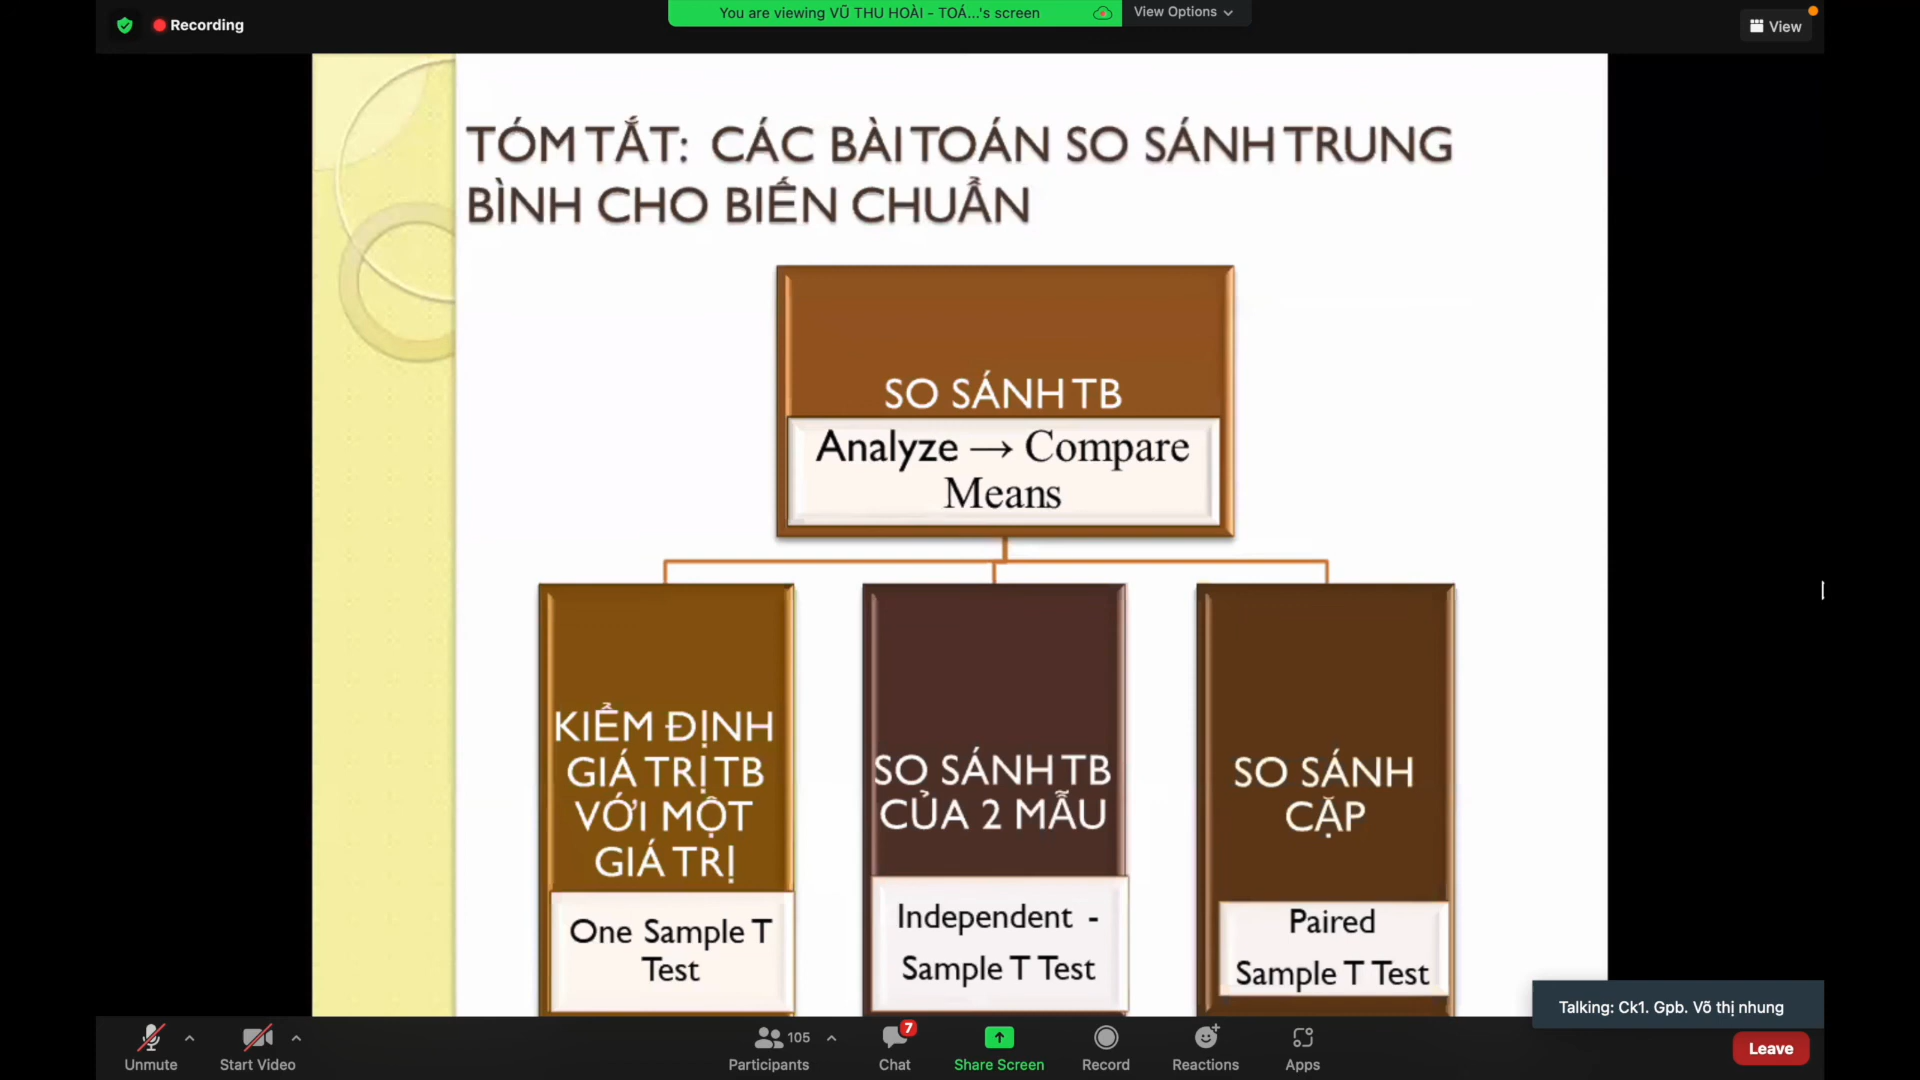 Recording
You are viewing VŨ THU HOÀI - TOÁ...'s screen
View Options
View
TÓM TẮT: CÁC BÀI TOÁN SO SÁNH TRUNG
BÌNH CHO BIẾN CHUẨN
SO SÁNH TB
Analyze → Compare
Means
KIỂM ĐỊNH
GIÁ TRỊ TB
VỚI MỘT
GIÁ TRỊ
One Sample T
Test
SO SÁNH TB
CỦA 2 MẪU
Independent -
Sample T Test
SO SÁNH
CẶP
Paired
Sample T Test
Talking: Ck1. Gpb. Võ thị nhung
Unmute
Start Video
105
Participants
7
Chat
Share Screen
Record
Reactions
Apps
Leave